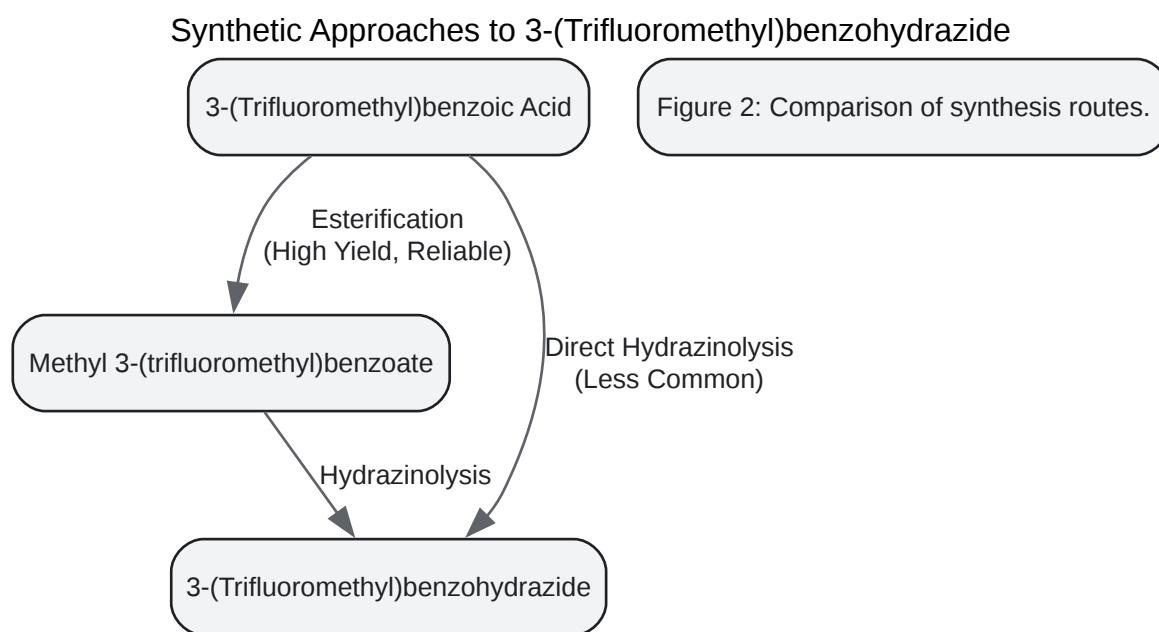 Synthetic Approaches to 3-(Trifluoromethyl)benzohydrazide
3-(Trifluoromethyl)benzoic Acid
Figure 2: Comparison of synthesis routes.
Esterification
(High Yield, Reliable)
Methyl 3-(trifluoromethyl)benzoate
Direct Hydrazinolysis
(Less Common)
Hydrazinolysis
3-(Trifluoromethyl)benzohydrazide